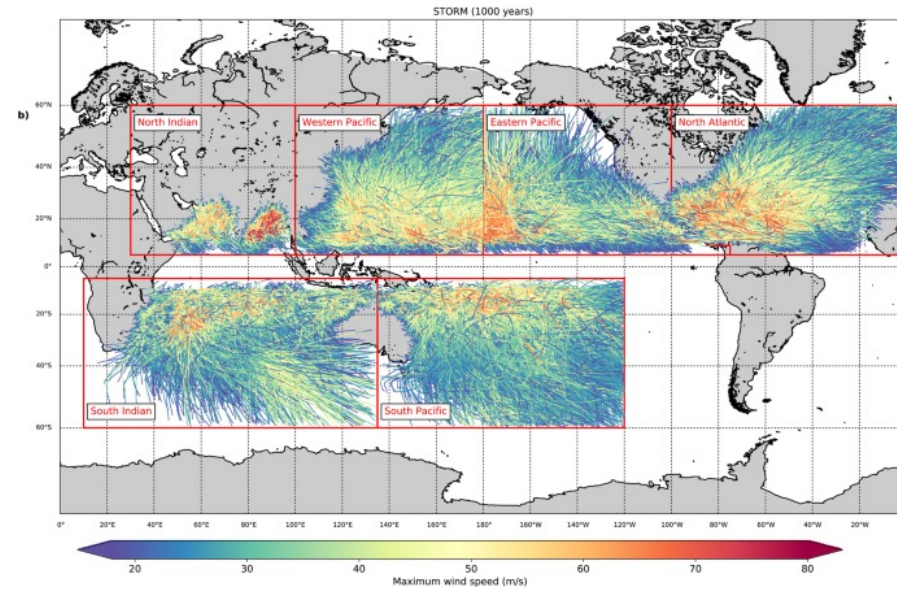 STORM (1000 years)
b)
60°N
40°N
20°N
0°
20°S
40°S
60°S
North Indian
Western Pacific
Eastern Pacific
North Atlantic
South Indian
South Pacific
0° 20°E 40°E 60°E 80°E 100°E 120°E 140°E 160°E 180° 160°W 140°W 120°W 100°W 80°W 60°W 40°W 20°W
20 30 40 50 60 70 80
Maximum wind speed (m/s)